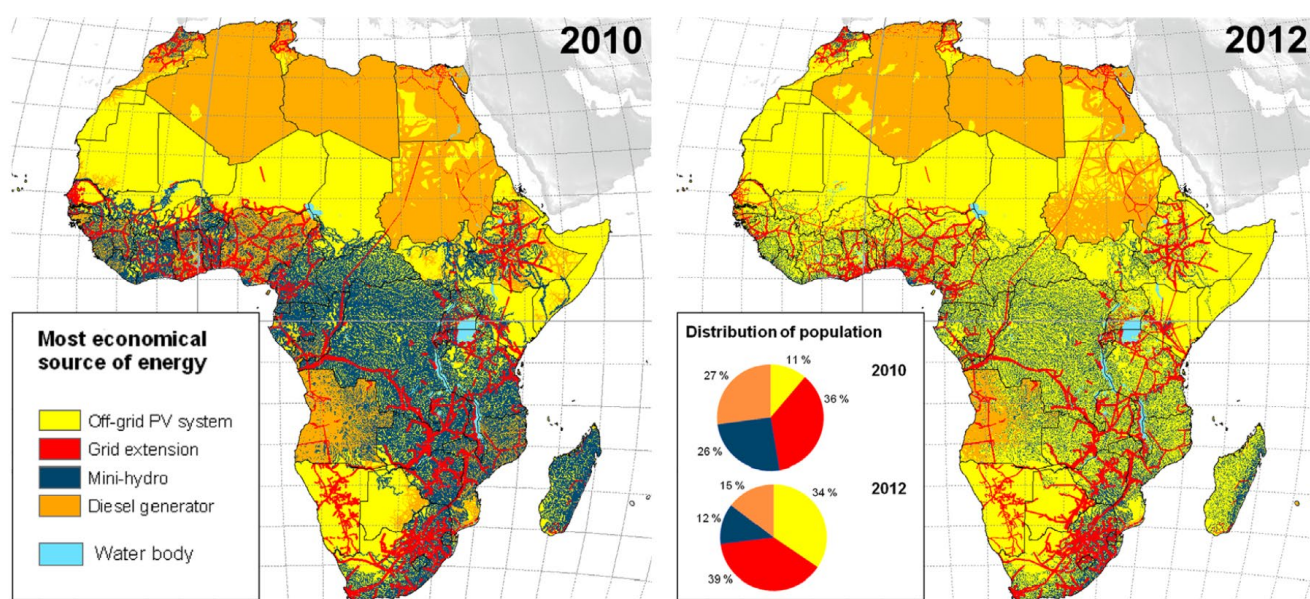 2010
2012
Most economical
source of energy
Off-grid PV system
Grid extension
Mini-hydro
Diesel generator
Water body
Distribution of population
2010
11 %
36 %
26 %
27 %
2012
34 %
39 %
12 %
15 %